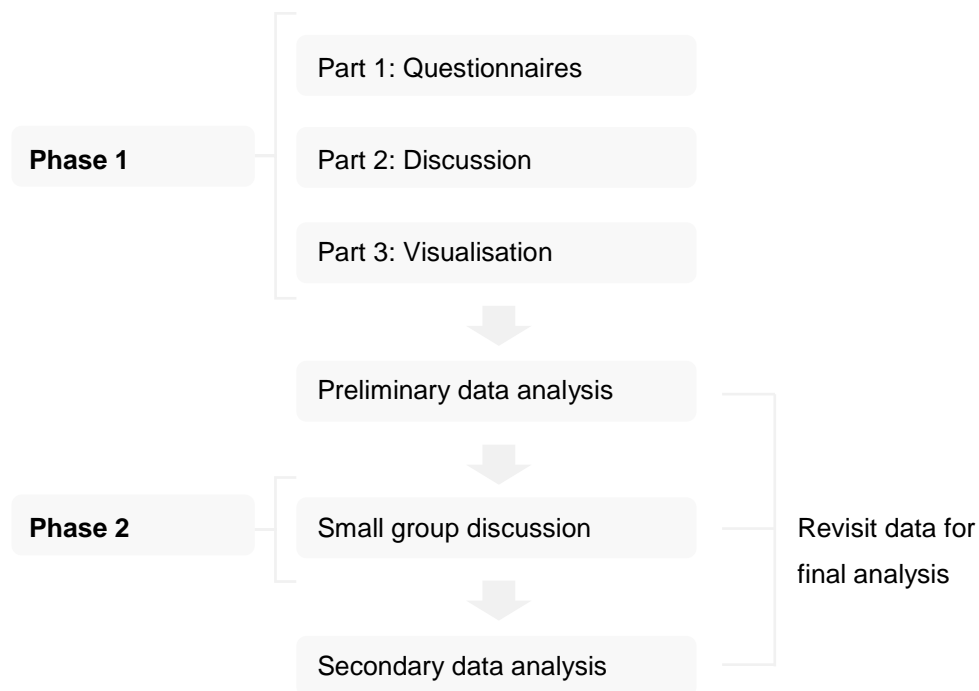 Part 1: Questionnaires
Phase 1
Part 2: Discussion
Part 3: Visualisation
Preliminary data analysis
Phase 2
Small group discussion
Revisit data for
final analysis
Secondary data analysis